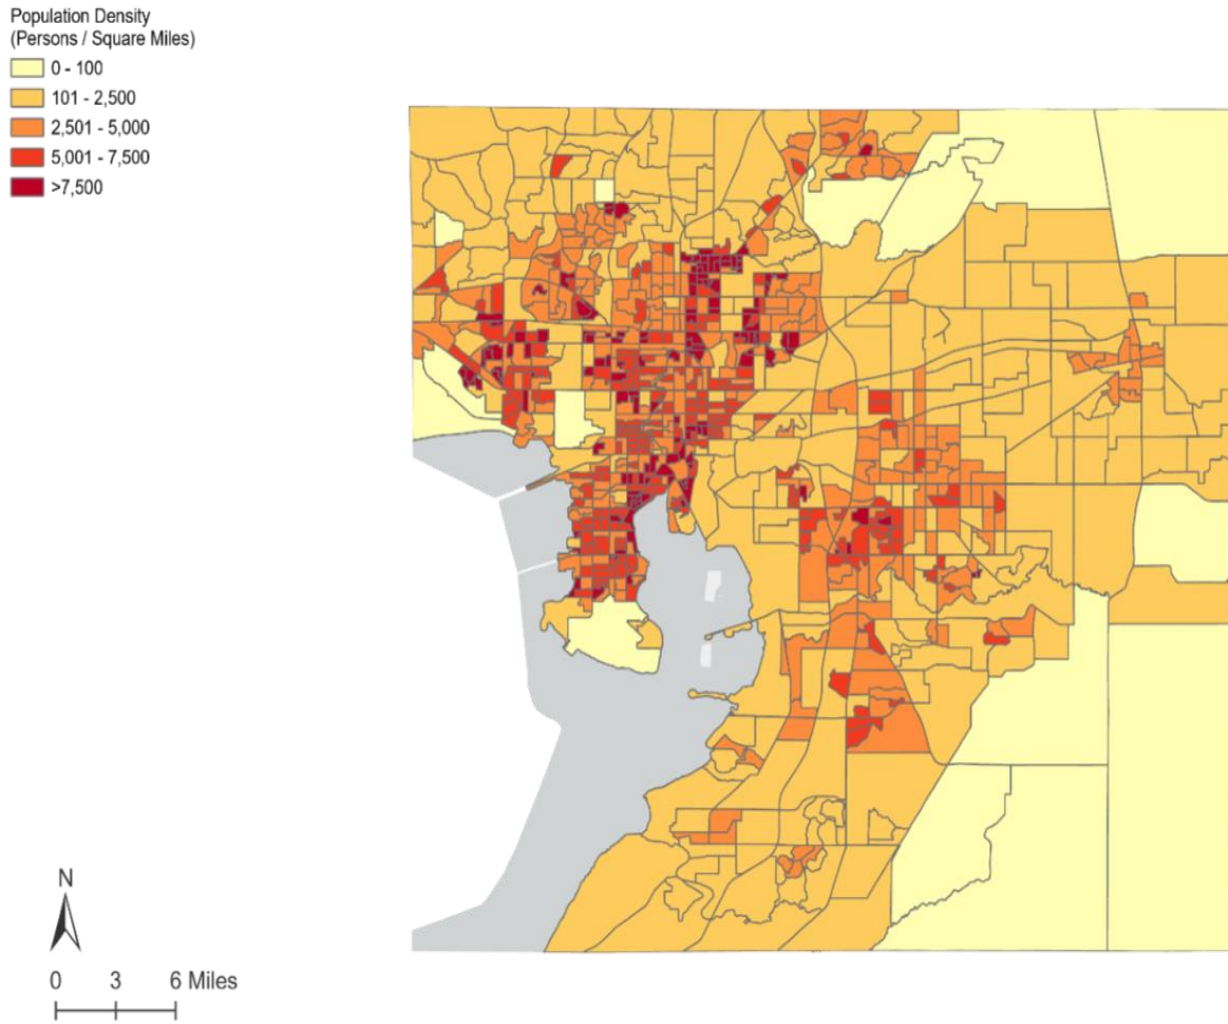 Population Density
(Persons / Square Miles)
0 - 100
101 - 2,500
2,501 - 5,000
5,001 - 7,500
>7,500
N
0 3 6 Miles